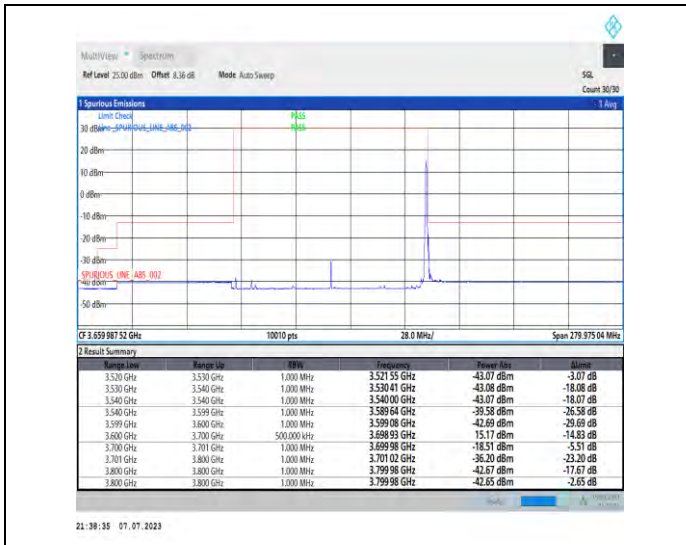 MultiView Spectrum
Ref Level 25.00 dBm Offset 8.36 dB Mode Auto Sweep SGL
Count 30/30
1 Spurious Emissions 1 Avg
Limit Check PASS
30 dBm Line _SPURIOUS_LINE_ABS_002 PASS
20 dBm
10 dBm
0 dBm
-10 dBm
-20 dBm
-30 dBm
_SPURIOUS_LINE_ABS_002
-40 dBm
-50 dBm
CF 3.659 987 52 GHz 10010 pts 28.0 MHz/ Span 279.975 04 MHz
2 Result Summary
Range Low Range Up RBW Frequency Power Abs ΔLimit
3.520 GHz 3.530 GHz 1.000 MHz 3.521 55 GHz -43.07 dBm -3.07 dB
3.530 GHz 3.540 GHz 1.000 MHz 3.530 41 GHz -43.08 dBm -18.08 dB
3.540 GHz 3.540 GHz 1.000 MHz 3.540 00 GHz -43.07 dBm -18.07 dB
3.540 GHz 3.599 GHz 1.000 MHz 3.589 64 GHz -39.58 dBm -26.58 dB
3.599 GHz 3.600 GHz 1.000 MHz 3.599 08 GHz -42.69 dBm -29.69 dB
3.600 GHz 3.700 GHz 500.000 kHz 3.698 93 GHz 15.17 dBm -14.83 dB
3.700 GHz 3.701 GHz 1.000 MHz 3.699 98 GHz -18.51 dBm -5.51 dB
3.701 GHz 3.800 GHz 1.000 MHz 3.701 02 GHz -36.20 dBm -23.20 dB
3.800 GHz 3.800 GHz 1.000 MHz 3.799 98 GHz -42.67 dBm -17.67 dB
3.800 GHz 3.800 GHz 1.000 MHz 3.799 98 GHz -42.65 dBm -2.65 dB
21:38:35 07.07.2023